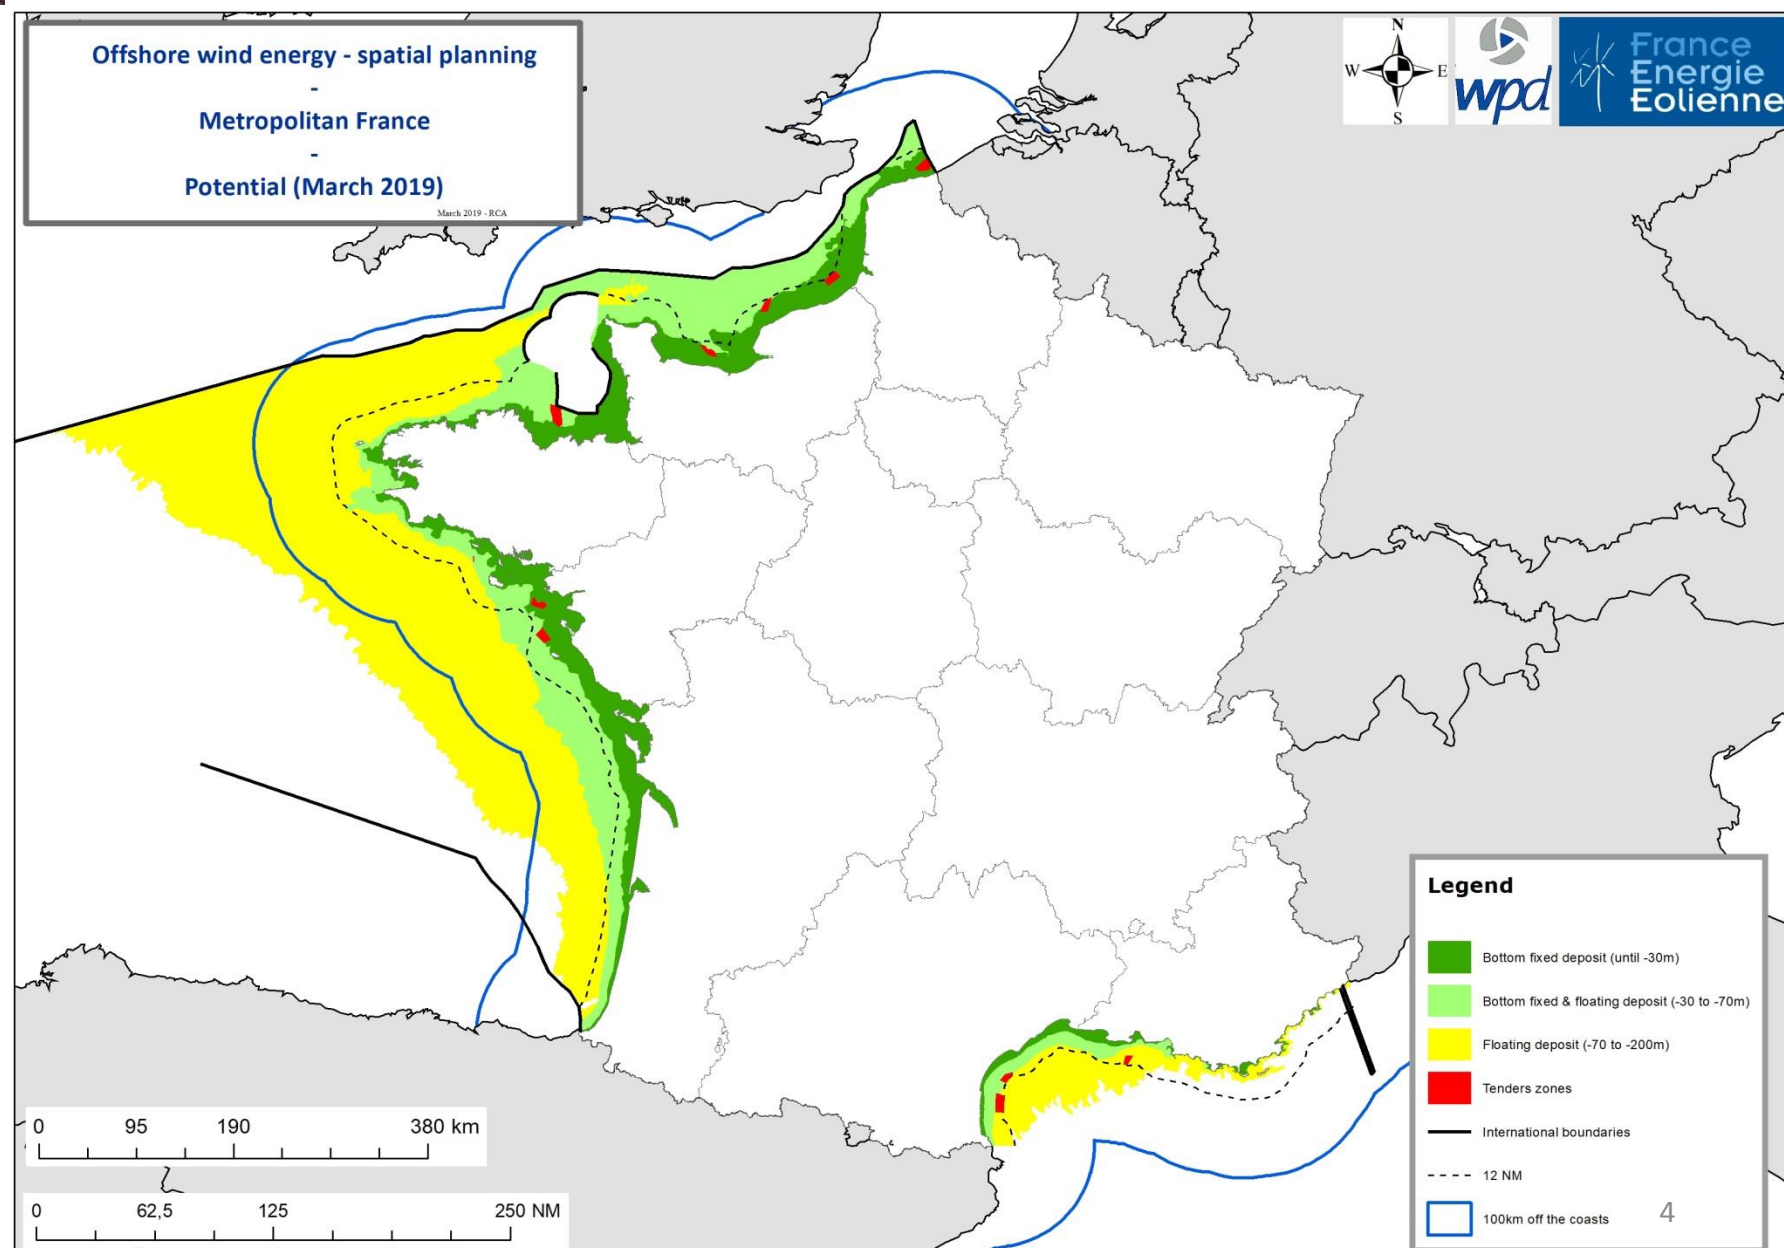 Offshore wind energy - spatial planning
-
Metropolitan France
-
Potential (March 2019)
March 2019 - RCA
N
W E
S
wpd
France
Energie
Eolienne
Legend
Bottom fixed deposit (until -30m)
Bottom fixed & floating deposit (-30 to -70m)
Floating deposit (-70 to -200m)
Tenders zones
International boundaries
12 NM
100km off the coasts
4
0 95 190 380 km
0 62,5 125 250 NM